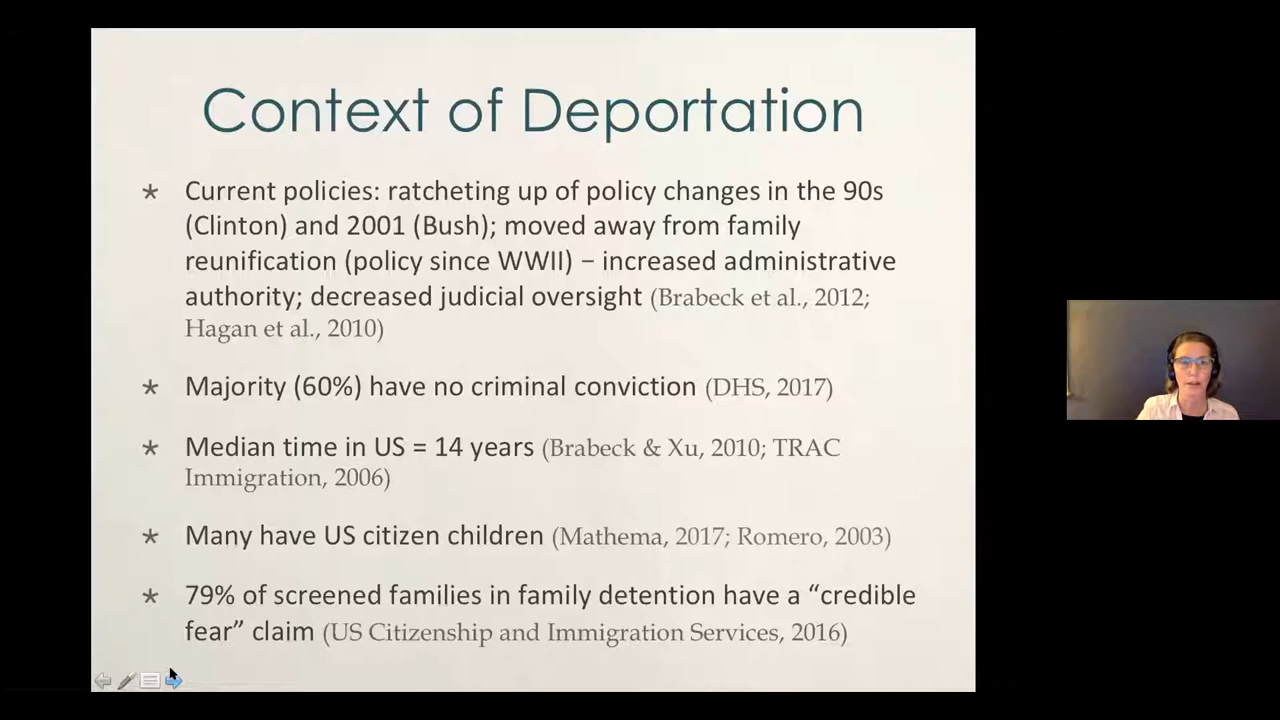 Context of Deportation
* Current policies: ratcheting up of policy changes in the 90s
(Clinton) and 2001 (Bush); moved away from family
reunification (policy since WWII) – increased administrative
authority; decreased judicial oversight (Brabeck et al., 2012;
Hagan et al., 2010)
* Majority (60%) have no criminal conviction (DHS, 2017)
* Median time in US = 14 years (Brabeck & Xu, 2010; TRAC
Immigration, 2006)
* Many have US citizen children (Mathema, 2017; Romero, 2003)
* 79% of screened families in family detention have a “credible
fear” claim (US Citizenship and Immigration Services, 2016)